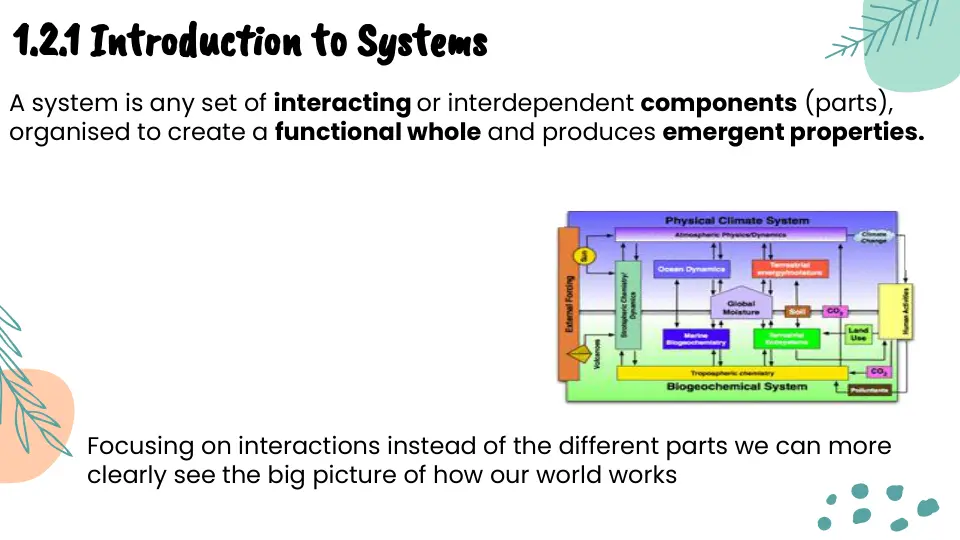 1.2.1 Introduction to Systems
A system is any set of interacting or interdependent components (parts),
organised to create a functional whole and produces emergent properties.
Physical Climate System
Atmospheric Physics/Dynamics
Climate
Change
Sun
External Forcing
Stratospheric Chemistry/
Dynamics
Ocean Dynamics
Terrestrial
energy/moisture
Global
Moisture
Soil
CO2
Human Activities
Land
Use
Marine
Biogeochemistry
Terrestrial
Ecosystems
Volcanoes
Tropospheric chemistry
CO2
Biogeochemical System
Pollutants
Focusing on interactions instead of the different parts we can more
clearly see the big picture of how our world works